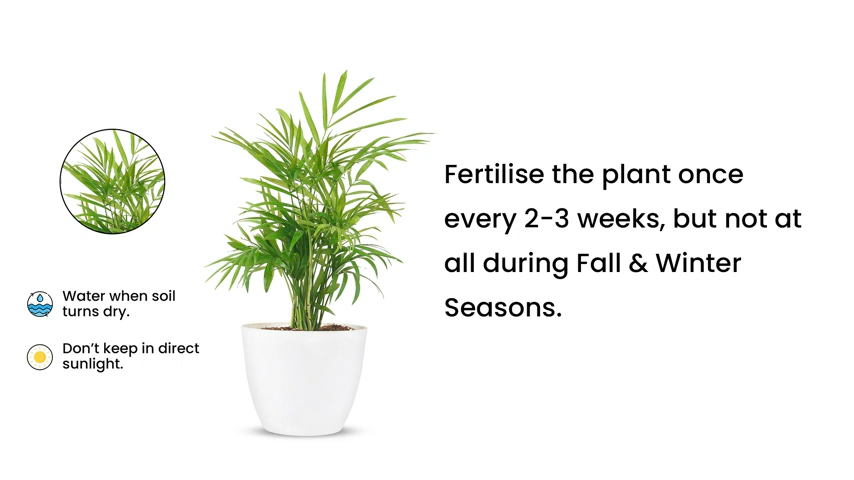 Fertilise the plant once
every 2-3 weeks, but not at
all during Fall & Winter
Seasons.
Water when soil
turns dry.
Don't keep in direct
sunlight.